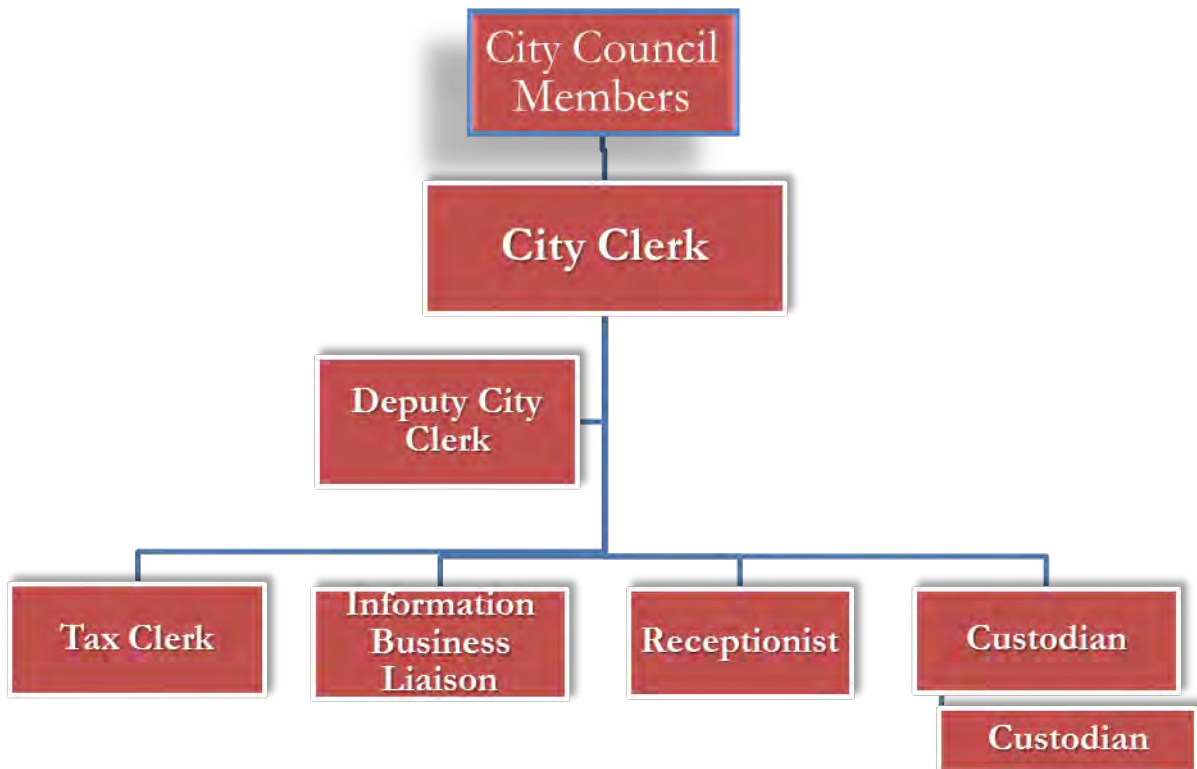 City Council
Members
City Clerk
Deputy City
Clerk
Tax Clerk
Information
Business
Liaison
Receptionist
Custodian
Custodian